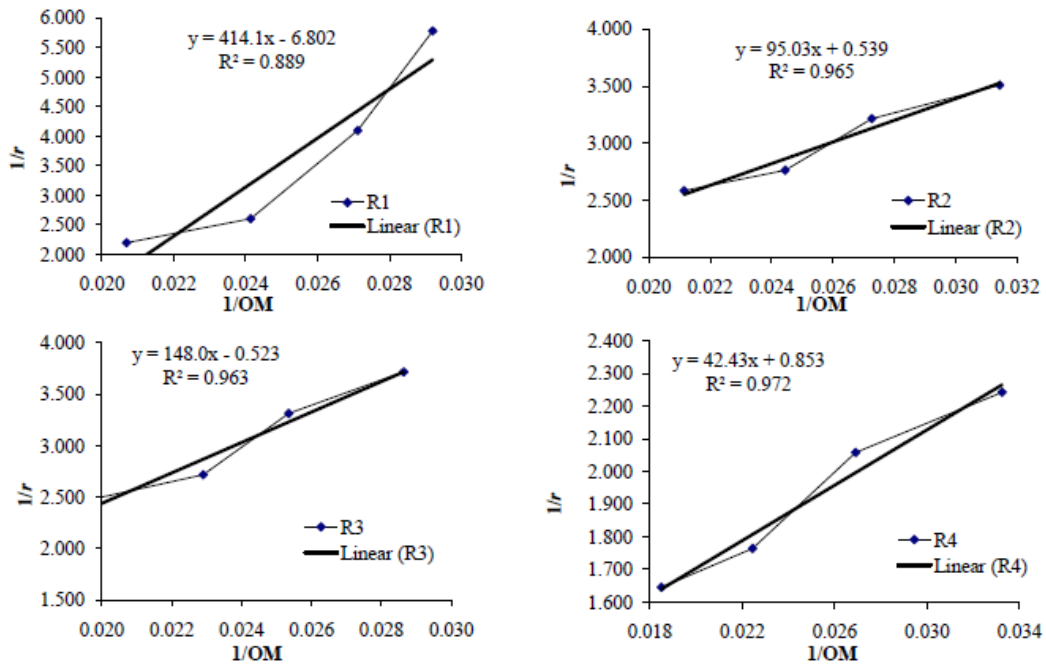 6.000
5.500
5.000
4.500
4.000
3.500
3.000
2.500
2.000
1/r
y = 414.1x - 6.802
R² = 0.889
R1
Linear (R1)
0.020 0.022 0.024 0.026 0.028 0.030
1/OM
4.000
3.500
3.000
2.500
2.000
1/r
y = 95.03x + 0.539
R² = 0.965
R2
Linear (R2)
0.020 0.022 0.024 0.026 0.028 0.030 0.032
1/OM
4.000
3.500
3.000
2.500
2.000
1.500
1/r
y = 148.0x - 0.523
R² = 0.963
R3
Linear (R3)
0.020 0.022 0.024 0.026 0.028 0.030
1/OM
2.400
2.300
2.200
2.100
2.000
1.900
1.800
1.700
1.600
1/r
y = 42.43x + 0.853
R² = 0.972
R4
Linear (R4)
0.018 0.022 0.026 0.030 0.034
1/OM